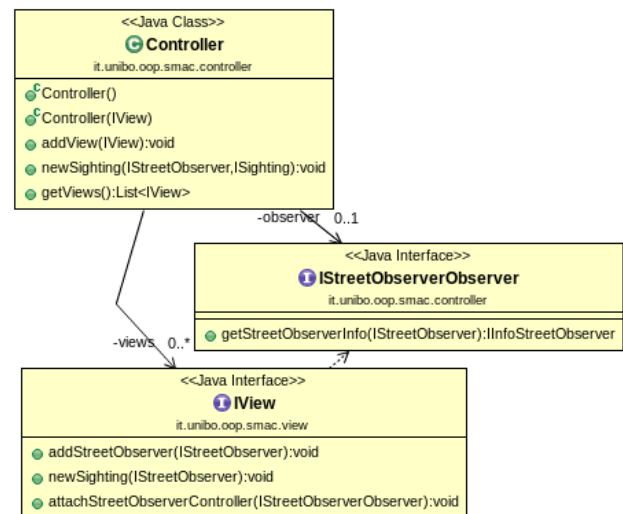 <<Java Class>>
Controller
it.unibo.oop.smac.controller
Controller()
Controller(IView)
addView(IView):void
newSighting(IStreetObserver,ISighting):void
getViews():List<IView>
-observer 0..1
<<Java Interface>>
IStreetObserverObserver
it.unibo.oop.smac.controller
getStreetObserverInfo(IStreetObserver):IInfoStreetObserver
-views 0..*
<<Java Interface>>
IView
it.unibo.oop.smac.view
addStreetObserver(IStreetObserver):void
newSighting(IStreetObserver):void
attachStreetObserverController(IStreetObserverObserver):void